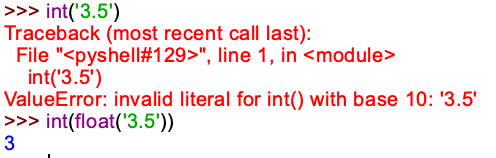 >>> int('3.5')
Traceback (most recent call last):
  File "<pyshell#129>", line 1, in <module>
    int('3.5')
ValueError: invalid literal for int() with base 10: '3.5'
>>> int(float('3.5'))
3